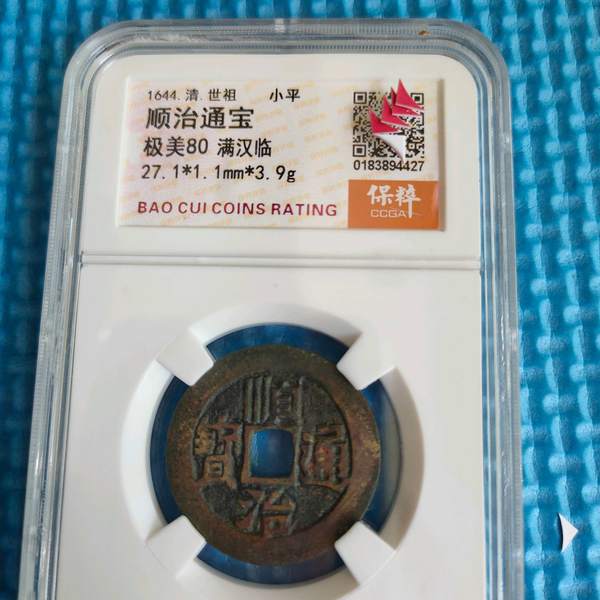 1644. 清. 世祖 小平
顺治通宝
极美80 满汉临
27.1*1.1mm*3.9g
0183894427
BAO CUI COINS RATING
保粹
CCGA
順
寶 通
治